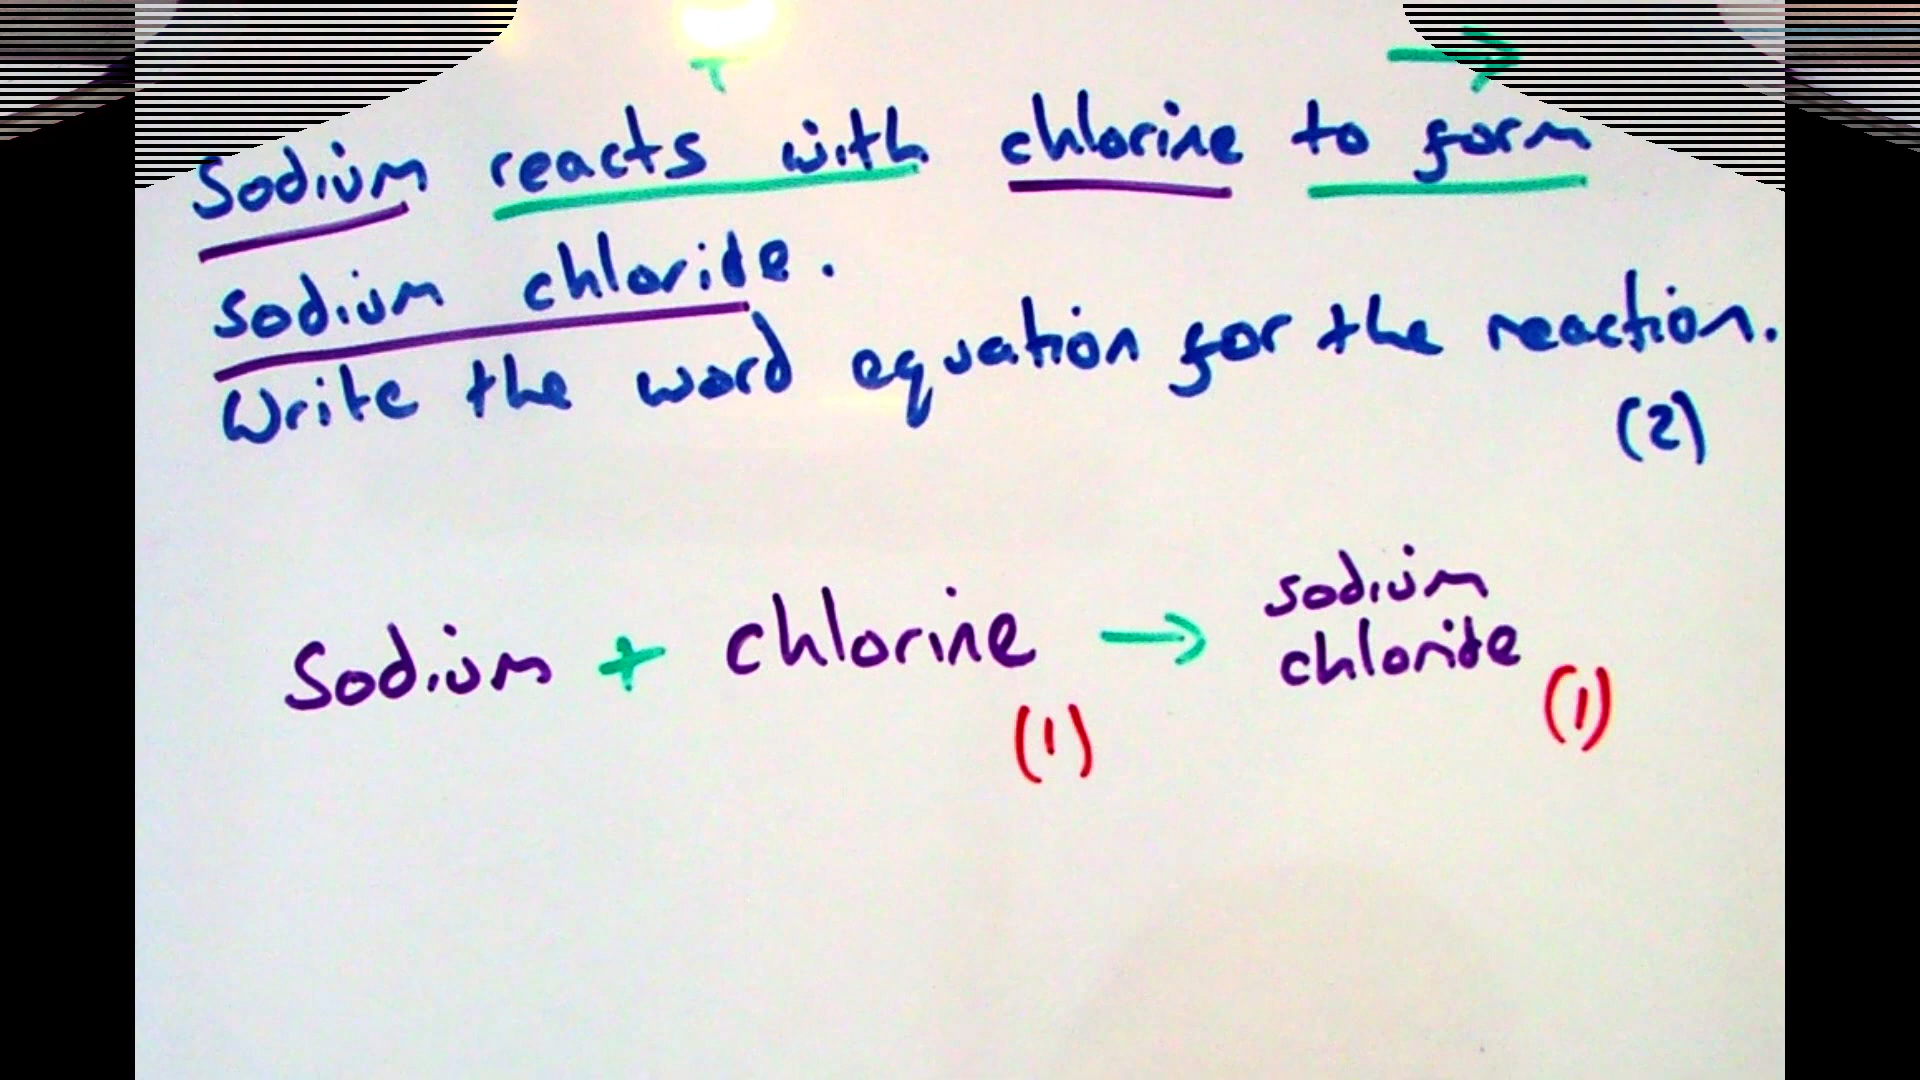 + →
Sodium reacts with chlorine to form
sodium chloride.
Write the word equation for the reaction.
(2)
Sodium + chlorine → sodium
chloride
(1) (1)